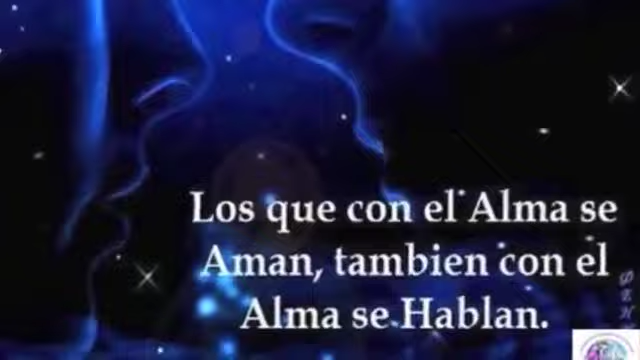 Los que con el Alma se
Aman, tambien con el
Alma se Hablan.